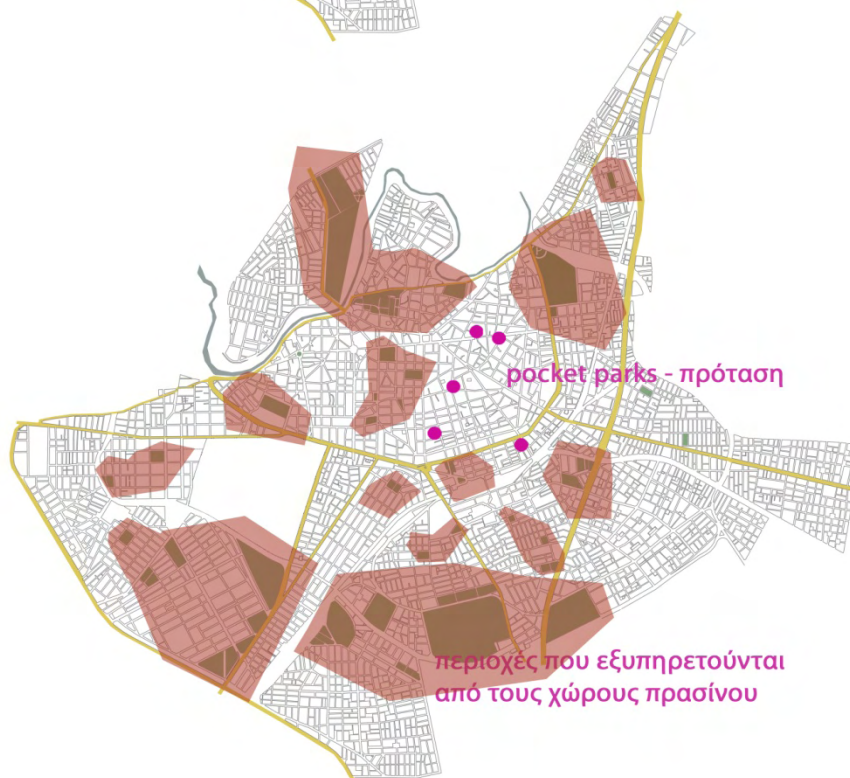 pocket parks - πρόταση
περιοχές που εξυπηρετούνται
από τους χώρους πρασίνου